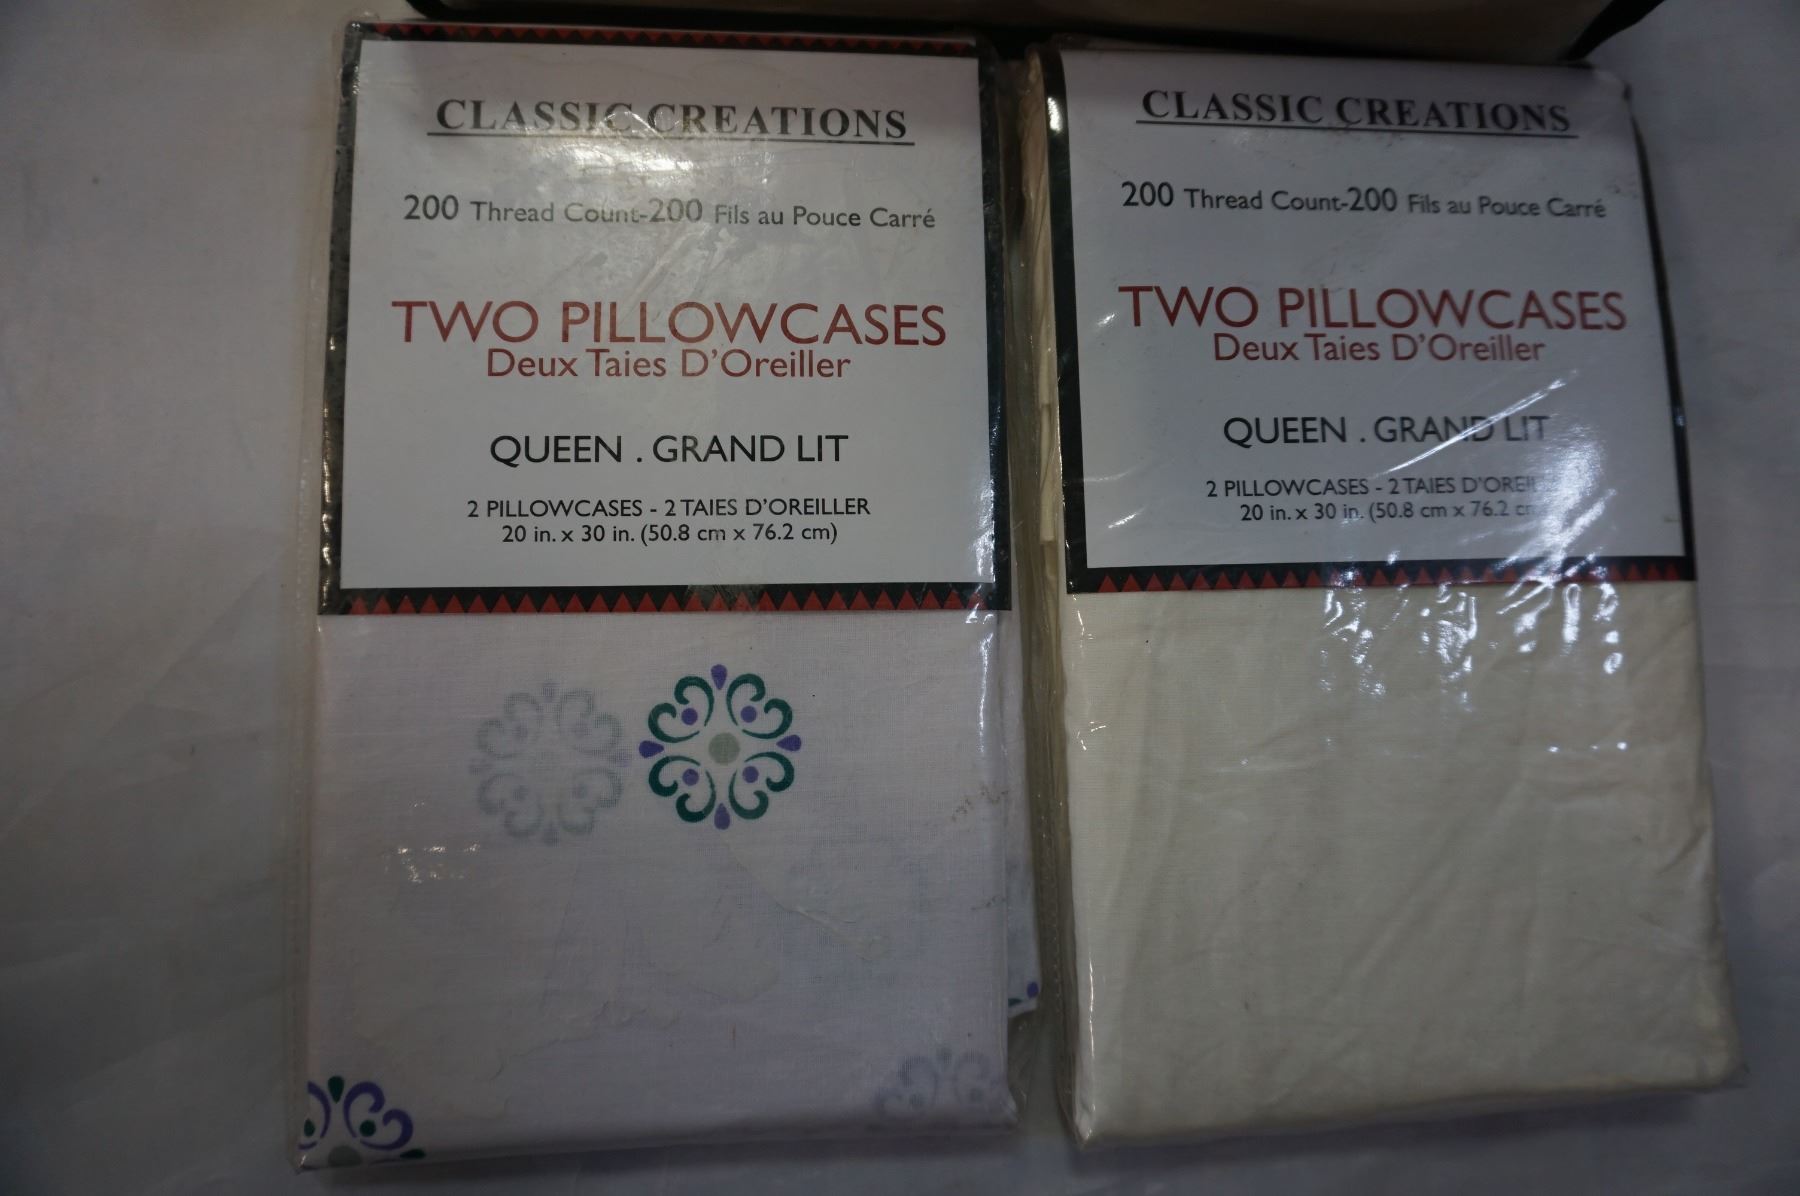 CLASSIC CREATIONS
200 Thread Count-200 Fils au Pouce Carré
TWO PILLOWCASES
Deux Taies D'Oreiller
QUEEN . GRAND LIT
2 PILLOWCASES - 2 TAIES D'OREILLER
20 in. x 30 in. (50.8 cm x 76.2 cm)
CLASSIC CREATIONS
200 Thread Count-200 Fils au Pouce Carré
TWO PILLOWCASES
Deux Taies D'Oreiller
QUEEN . GRAND LIT
2 PILLOWCASES - 2 TAIES
20 in. x 30 in. (50.8 cm x 76.2